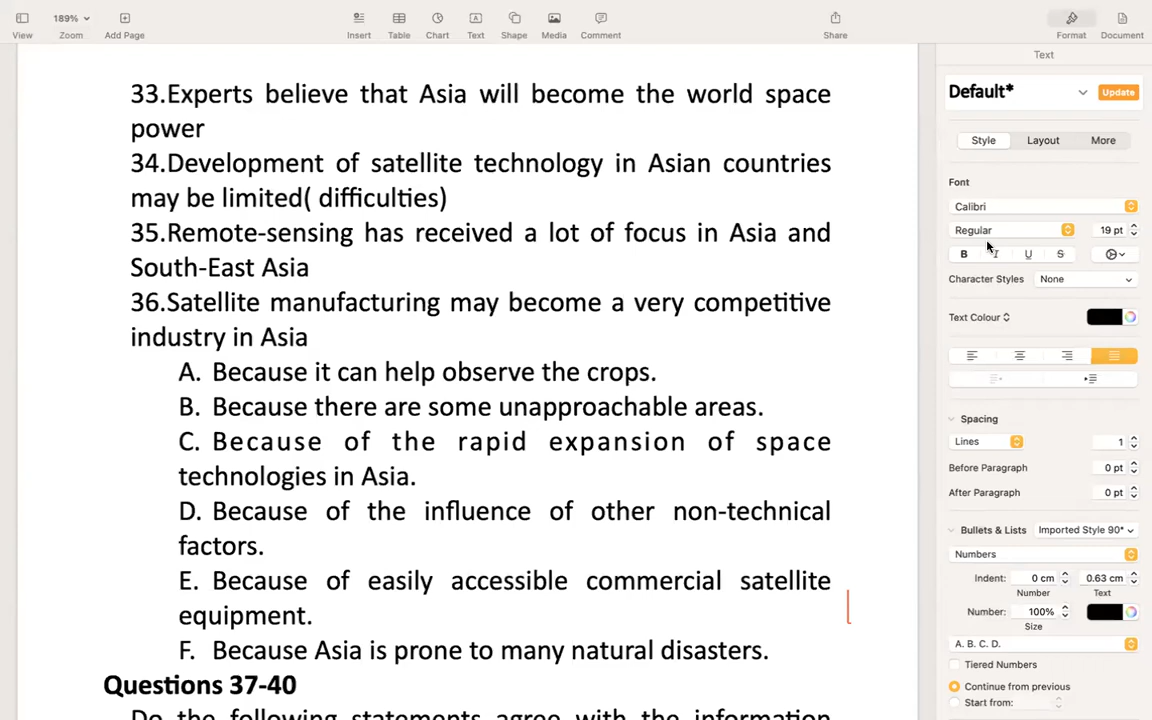 189%
View
Zoom
Add Page
Insert
Table
Chart
Text
Shape
Media
Comment
Share
Format
Document
33.Experts believe that Asia will become the world space
power
34.Development of satellite technology in Asian countries
may be limited( difficulties)
35.Remote-sensing has received a lot of focus in Asia and
South-East Asia
36.Satellite manufacturing may become a very competitive
industry in Asia
A. Because it can help observe the crops.
B. Because there are some unapproachable areas.
C. Because of the rapid expansion of space
technologies in Asia.
D. Because of the influence of other non-technical
factors.
E. Because of easily accessible commercial satellite
equipment.
F. Because Asia is prone to many natural disasters.
Questions 37-40
Do the following statements agree with the information
Text
Default*
Update
Style
Layout
More
Font
Calibri
Regular
19 pt
B I U S
Character Styles
None
Text Colour
Spacing
Lines
1
Before Paragraph
0 pt
After Paragraph
0 pt
Bullets & Lists
Imported Style 90*
Numbers
Indent:
0 cm
0.63 cm
Number
Text
Number:
100%
Size
A. B. C. D.
Tiered Numbers
Continue from previous
Start from: